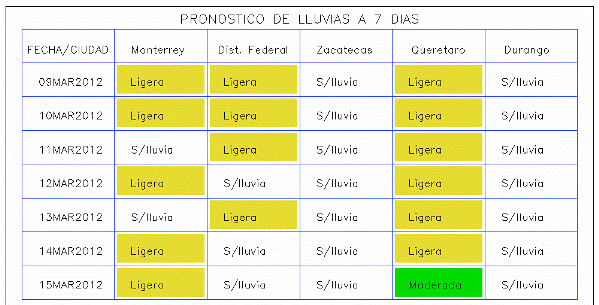 PRONOSTICO DE LLUVIAS A 7 DIAS
FECHA/CIUDAD Monterrey Dist. Federal Zacatecas Queretaro Durango
09MAR2012 Ligera Ligera S/lluvia Ligera S/lluvia
10MAR2012 Ligera Ligera S/lluvia Ligera S/lluvia
11MAR2012 S/lluvia Ligera S/lluvia Ligera S/lluvia
12MAR2012 Ligera S/lluvia S/lluvia Ligera S/lluvia
13MAR2012 S/lluvia Ligera S/lluvia Ligera S/lluvia
14MAR2012 Ligera S/lluvia S/lluvia Ligera S/lluvia
15MAR2012 Ligera S/lluvia S/lluvia Moderada S/lluvia